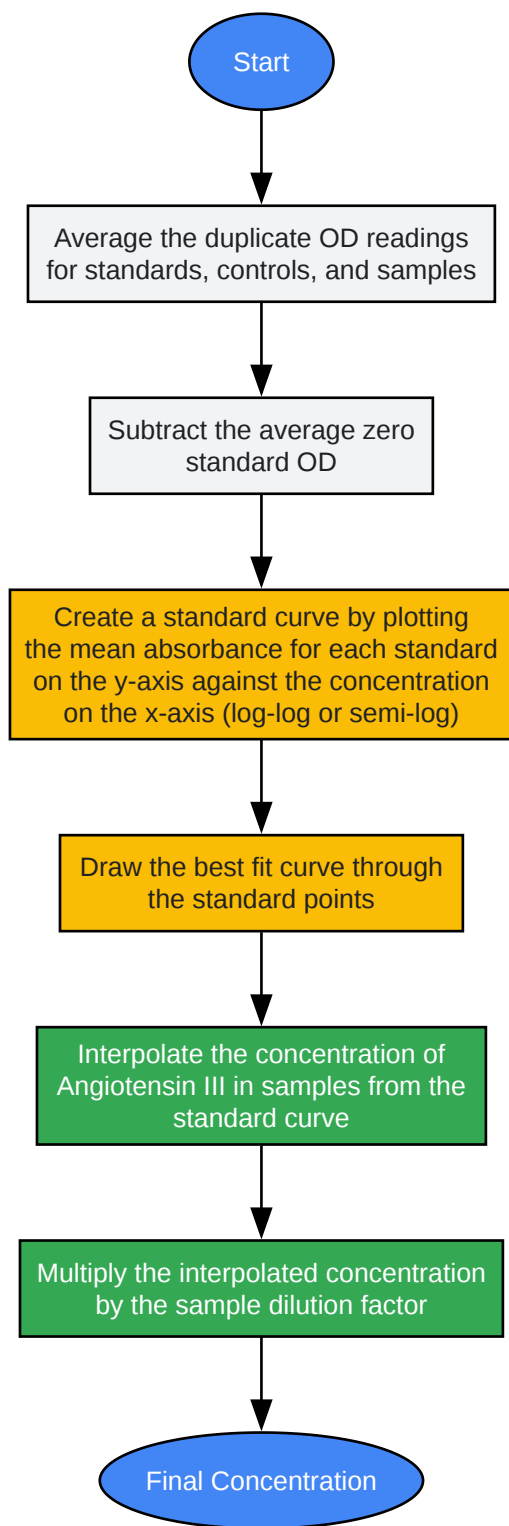 Start
Average the duplicate OD readings
for standards, controls, and samples
Subtract the average zero
standard OD
Create a standard curve by plotting
the mean absorbance for each standard
on the y-axis against the concentration
on the x-axis (log-log or semi-log)
Draw the best fit curve through
the standard points
Interpolate the concentration of
Angiotensin III in samples from the
standard curve
Multiply the interpolated concentration
by the sample dilution factor
Final Concentration